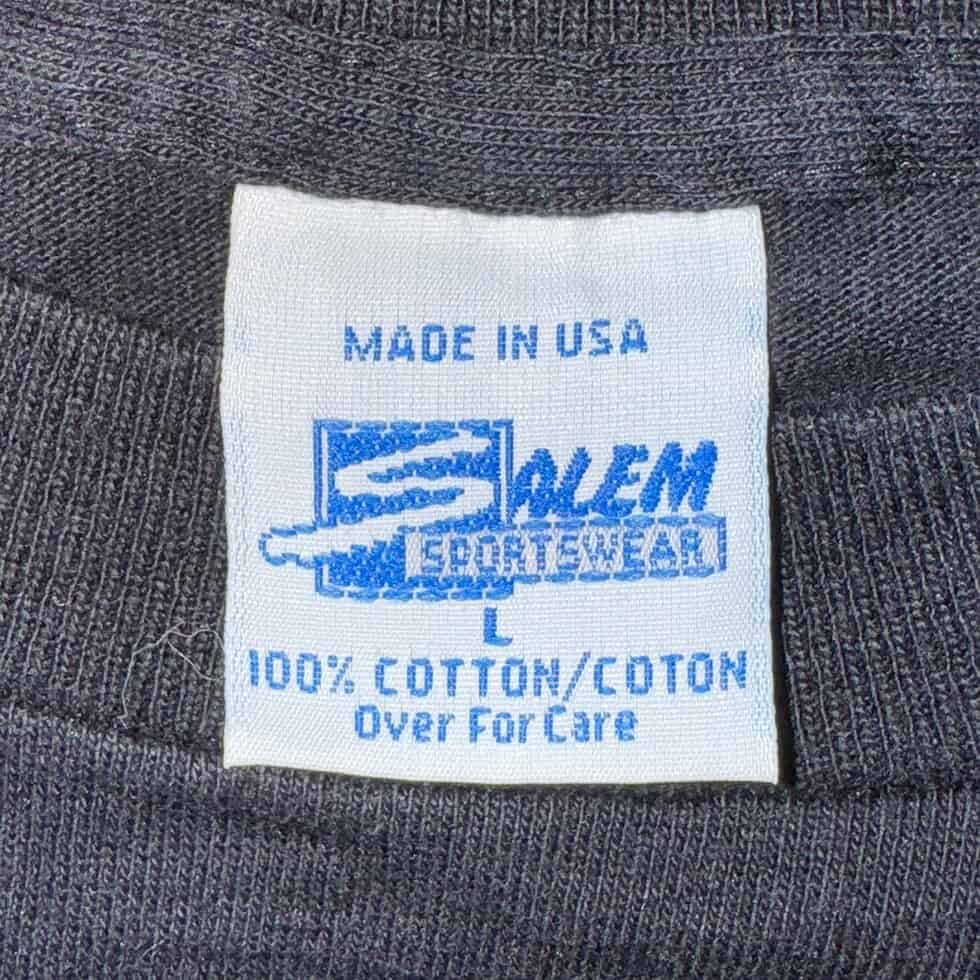 MADE IN USA
SALEM
SPORTSWEAR
L
100% COTTON/COTON
Over For Care